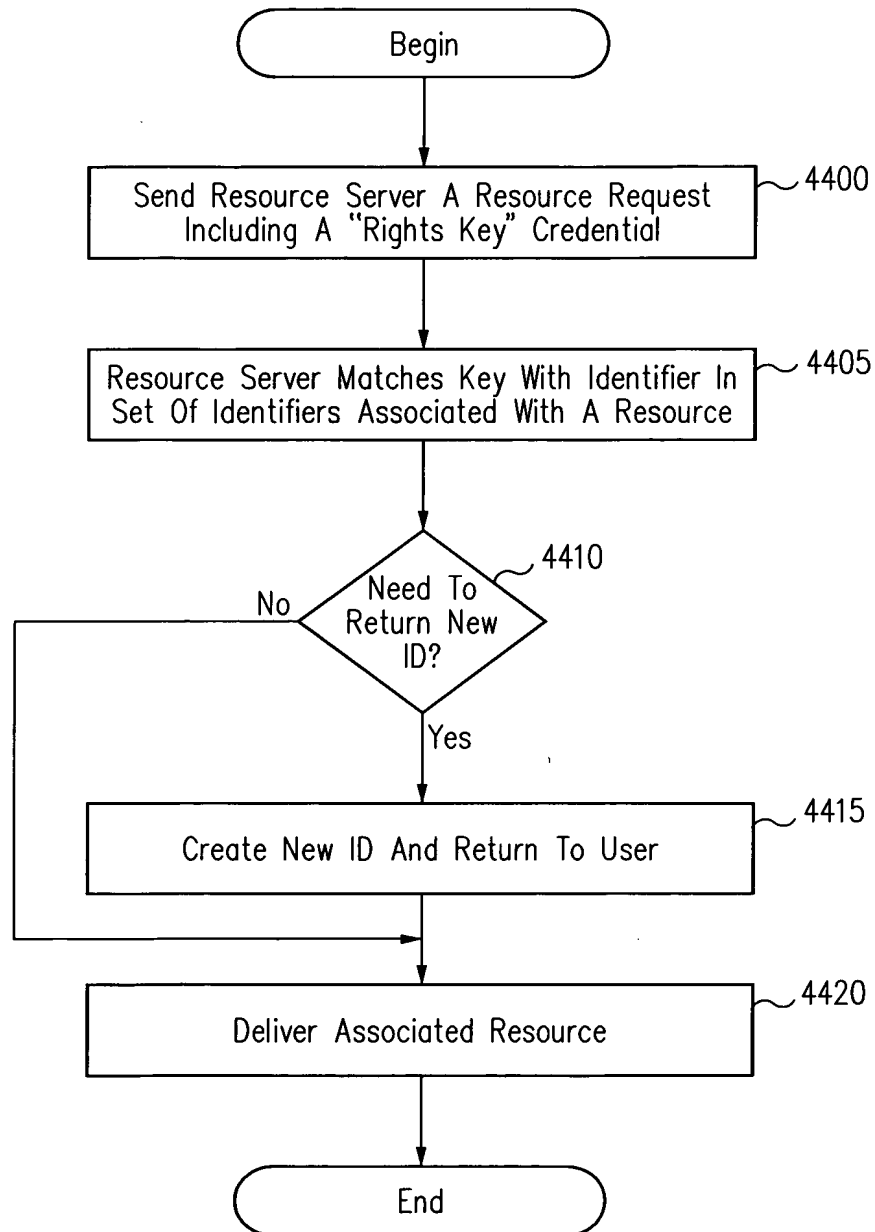 Begin
Send Resource Server A Resource Request
Including A "Rights Key" Credential
4400
Resource Server Matches Key With Identifier In
Set Of Identifiers Associated With A Resource
4405
Need To
Return New
ID?
4410
No
Yes
Create New ID And Return To User
4415
Deliver Associated Resource
4420
End